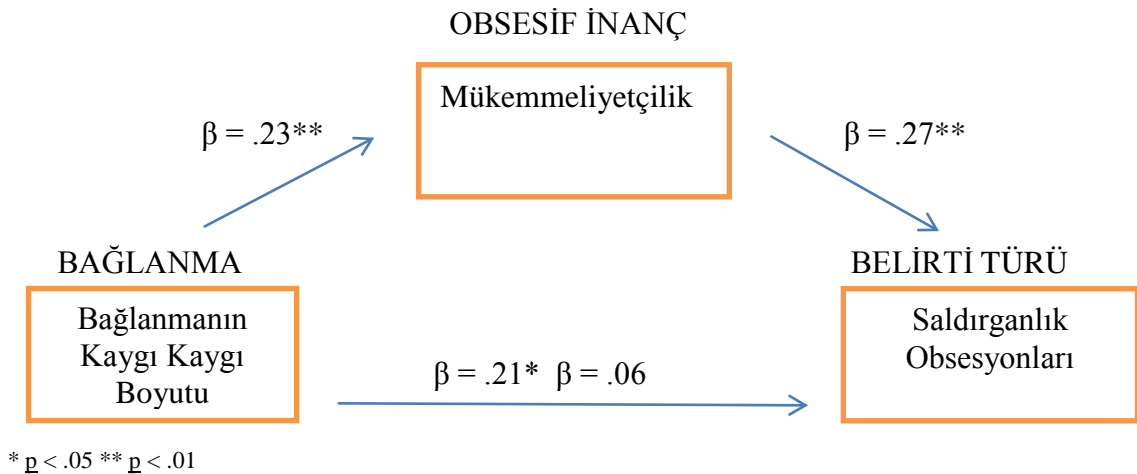 OBSESİF İNANÇ
Mükemmeliyetçilik
β = .23**
β = .27**
BAĞLANMA
BELİRTİ TÜRÜ
Bağlanmanın
Kaygı Kaygı
Boyutu
β = .21* β = .06
Saldırganlık
Obsesyonları
* p < .05 ** p < .01